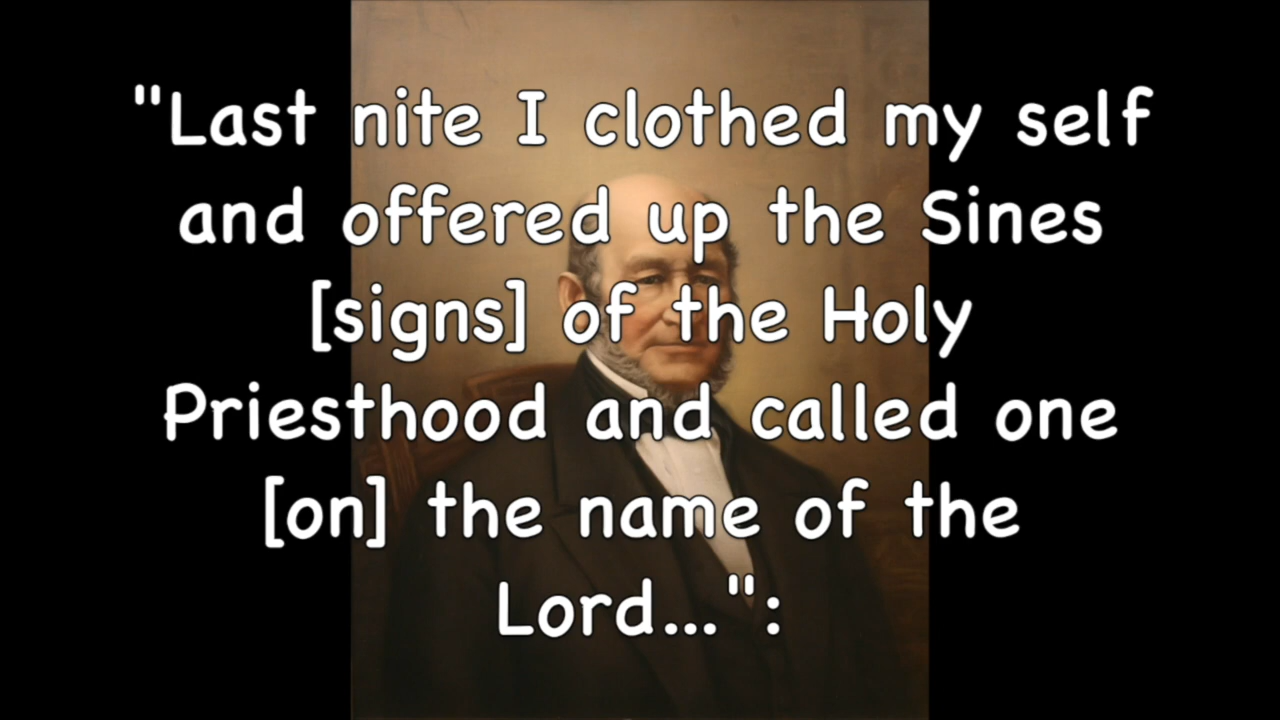 "Last nite I clothed my self
and offered up the Sines
[signs] of the Holy
Priesthood and called one
[on] the name of the
Lord...":